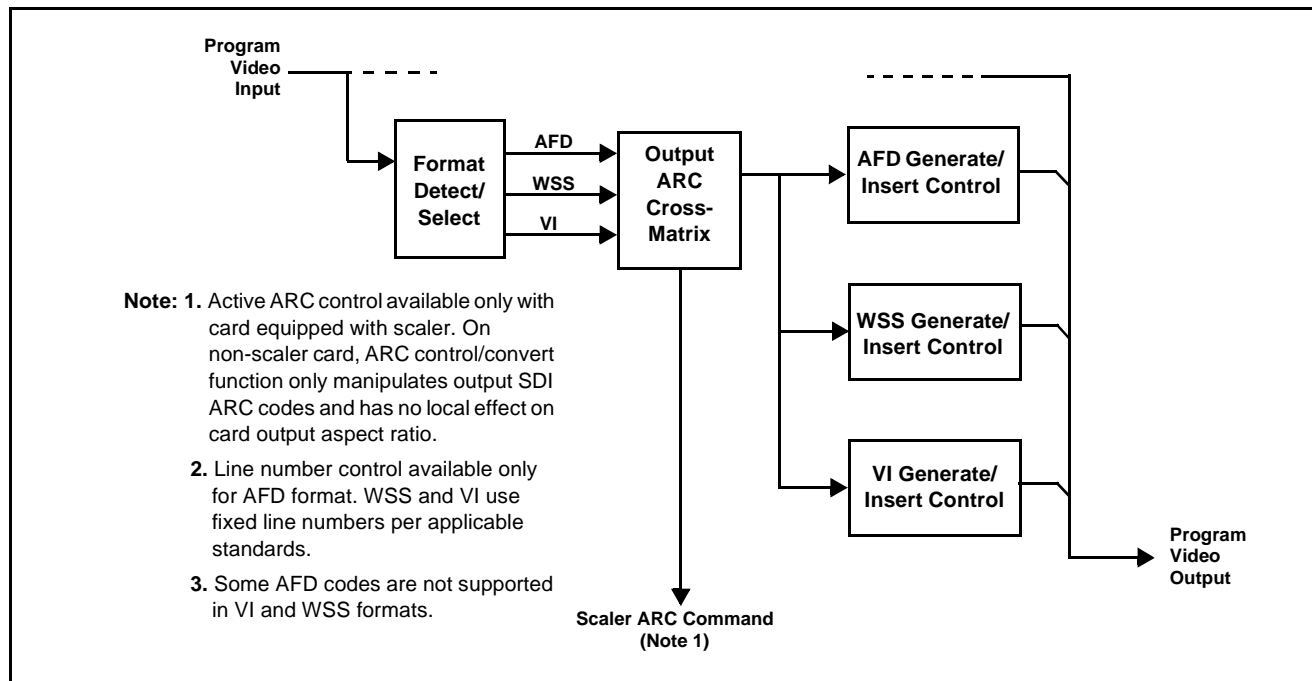 Program
Video
Input
Format
Detect/
Select
AFD
WSS
VI
Output
ARC
Cross-
Matrix
AFD Generate/
Insert Control
WSS Generate/
Insert Control
VI Generate/
Insert Control
Program
Video
Output
Scaler ARC Command
(Note 1)
Note: 1. Active ARC control available only with
card equipped with scaler. On
non-scaler card, ARC control/convert
function only manipulates output SDI
ARC codes and has no local effect on
card output aspect ratio.
2. Line number control available only
for AFD format. WSS and VI use
fixed line numbers per applicable
standards.
3. Some AFD codes are not supported
in VI and WSS formats.